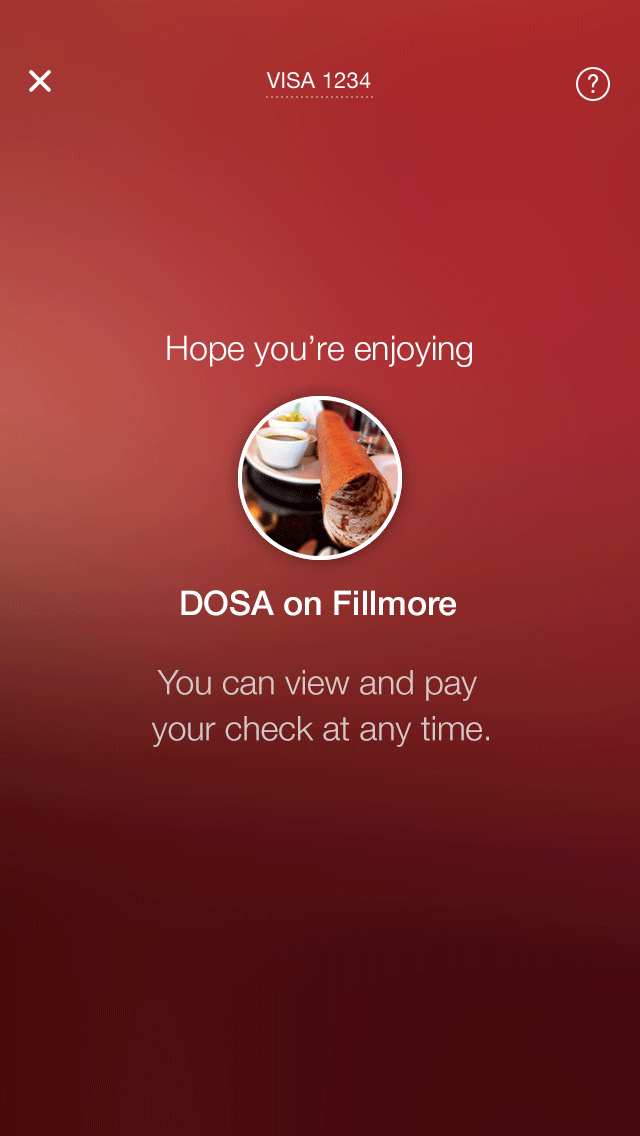 VISA 1234
?
Hope you’re enjoying
DOSA on Fillmore
You can view and pay
your check at any time.